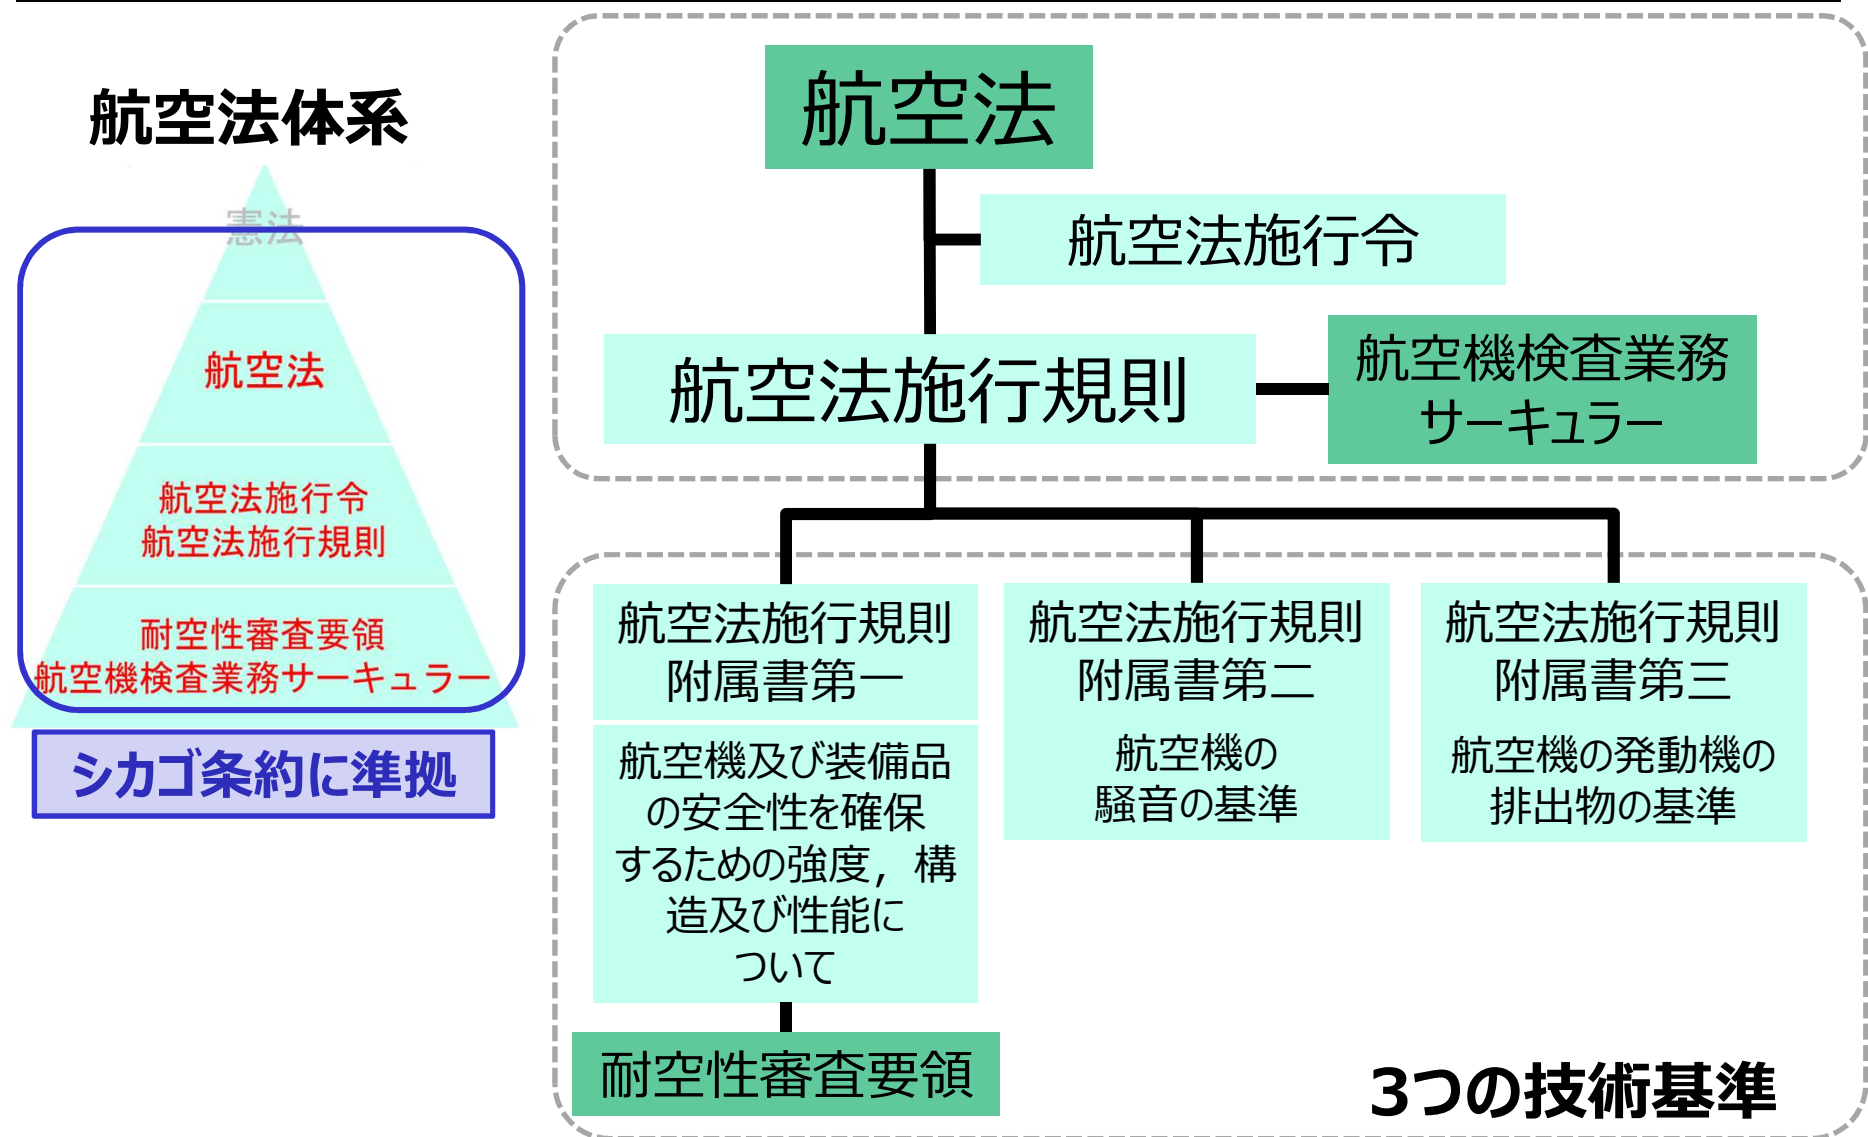 航空法体系
憲法
航空法
航空法施行令
航空法施行規則
耐空性審査要領
航空機検査業務サーキュラー
シカゴ条約に準拠
航空法
航空法施行令
航空法施行規則
航空機検査業務
サーキュラー
航空法施行規則
附属書第一
航空機及び装備品
の安全性を確保
するための強度，構
造及び性能に
ついて
耐空性審査要領
航空法施行規則
附属書第二
航空機の
騒音の基準
航空法施行規則
附属書第三
航空機の発動機の
排出物の基準
3つの技術基準